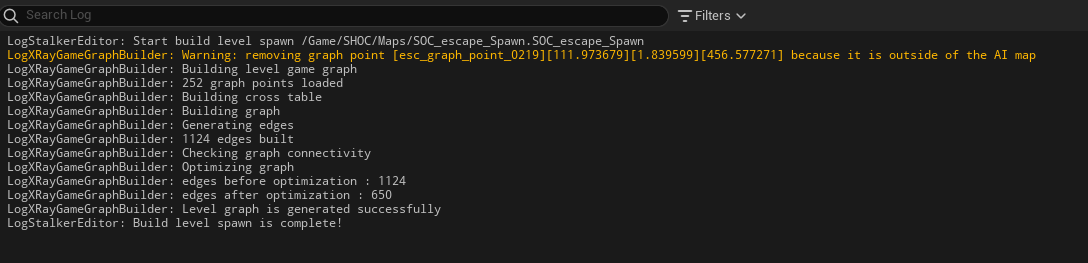 Search Log
Filters
LogStalkerEditor: Start build level spawn /Game/SHOC/Maps/SOC_escape_Spawn.SOC_escape_Spawn
LogXRayGameGraphBuilder: Warning: removing graph point [esc_graph_point_0219][111.973679][1.839599][456.577271] because it is outside of the AI map
LogXRayGameGraphBuilder: Building level game graph
LogXRayGameGraphBuilder: 252 graph points loaded
LogXRayGameGraphBuilder: Building cross table
LogXRayGameGraphBuilder: Building graph
LogXRayGameGraphBuilder: Generating edges
LogXRayGameGraphBuilder: 1124 edges built
LogXRayGameGraphBuilder: Checking graph connectivity
LogXRayGameGraphBuilder: Optimizing graph
LogXRayGameGraphBuilder: edges before optimization : 1124
LogXRayGameGraphBuilder: edges after optimization : 650
LogXRayGameGraphBuilder: Level graph is generated successfully
LogStalkerEditor: Build level spawn is complete!